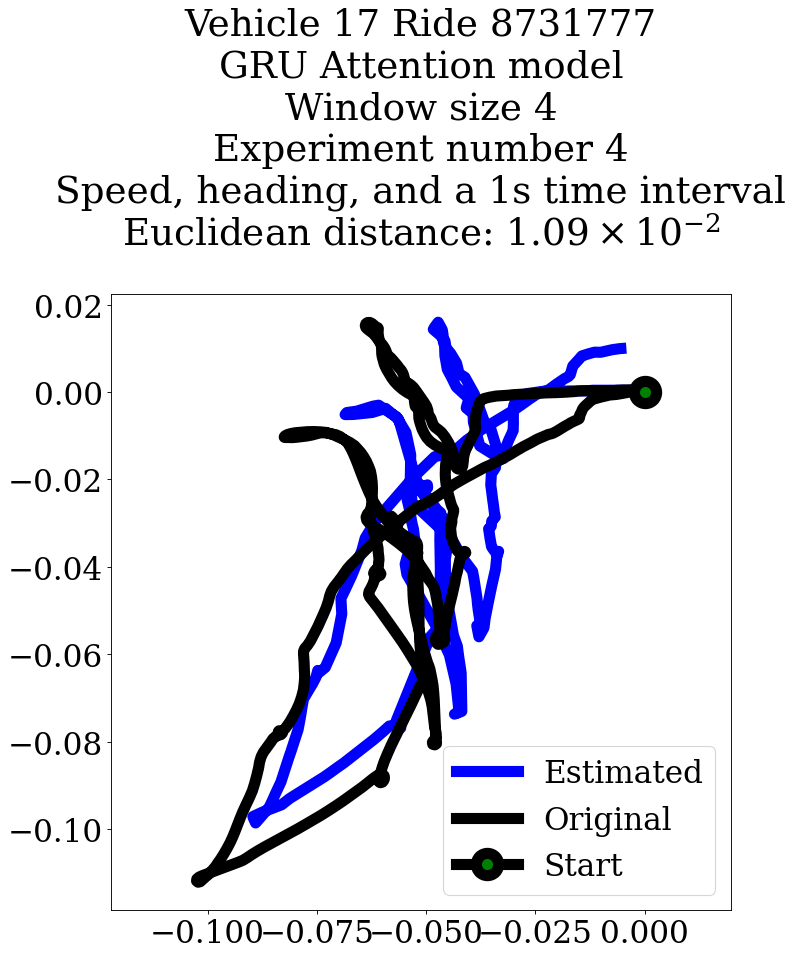 Vehicle 17 Ride 8731777
GRU Attention model
Window size 4
Experiment number 4
Speed, heading, and a 1s time interval
Euclidean distance: 1.09 × 10⁻²
0.02
0.00
−0.02
−0.04
−0.06
−0.08
−0.10
Estimated
Original
Start
−0.100 −0.075 −0.050 −0.025 0.000